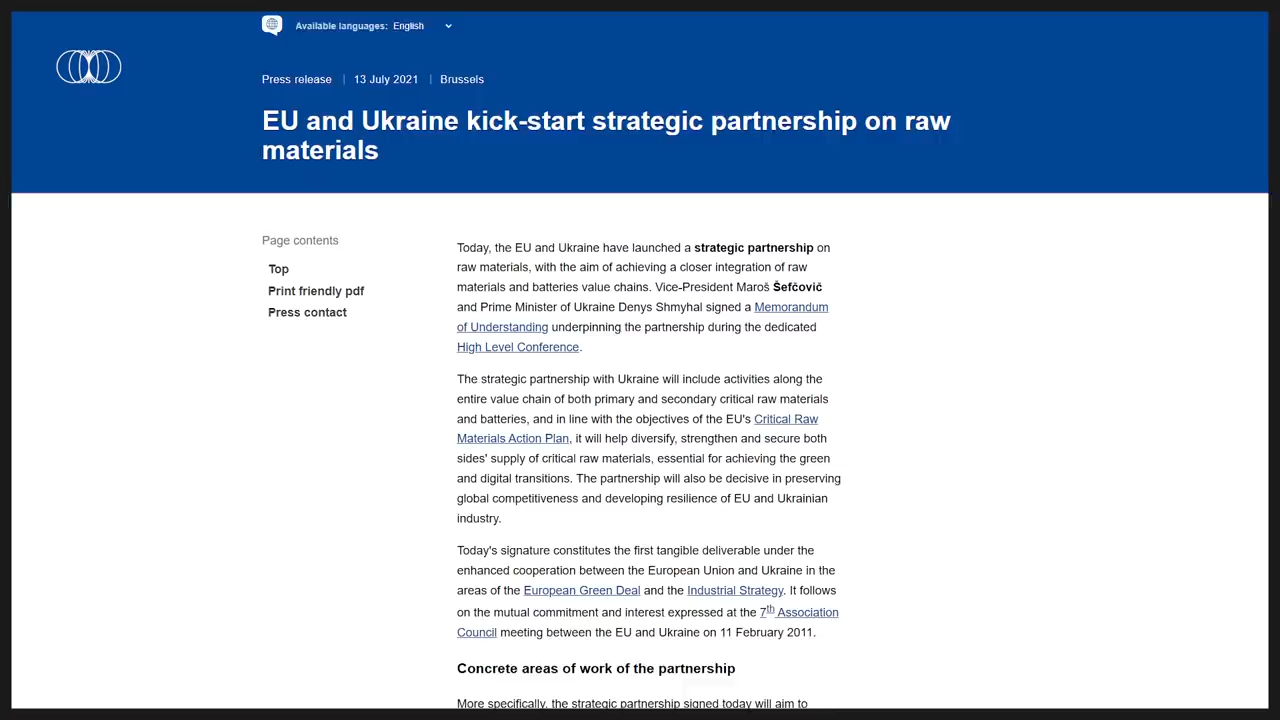 Available languages: English
Press release | 13 July 2021 | Brussels
EU and Ukraine kick-start strategic partnership on raw
materials
Page contents
Top
Print friendly pdf
Press contact
Today, the EU and Ukraine have launched a strategic partnership on
raw materials, with the aim of achieving a closer integration of raw
materials and batteries value chains. Vice-President Maroš Šefčovič
and Prime Minister of Ukraine Denys Shmyhal signed a Memorandum
of Understanding underpinning the partnership during the dedicated
High Level Conference.
The strategic partnership with Ukraine will include activities along the
entire value chain of both primary and secondary critical raw materials
and batteries, and in line with the objectives of the EU's Critical Raw
Materials Action Plan, it will help diversify, strengthen and secure both
sides' supply of critical raw materials, essential for achieving the green
and digital transitions. The partnership will also be decisive in preserving
global competitiveness and developing resilience of EU and Ukrainian
industry.
Today's signature constitutes the first tangible deliverable under the
enhanced cooperation between the European Union and Ukraine in the
areas of the European Green Deal and the Industrial Strategy. It follows
on the mutual commitment and interest expressed at the 7th Association
Council meeting between the EU and Ukraine on 11 February 2011.
Concrete areas of work of the partnership
More specifically, the strategic partnership signed today will aim to